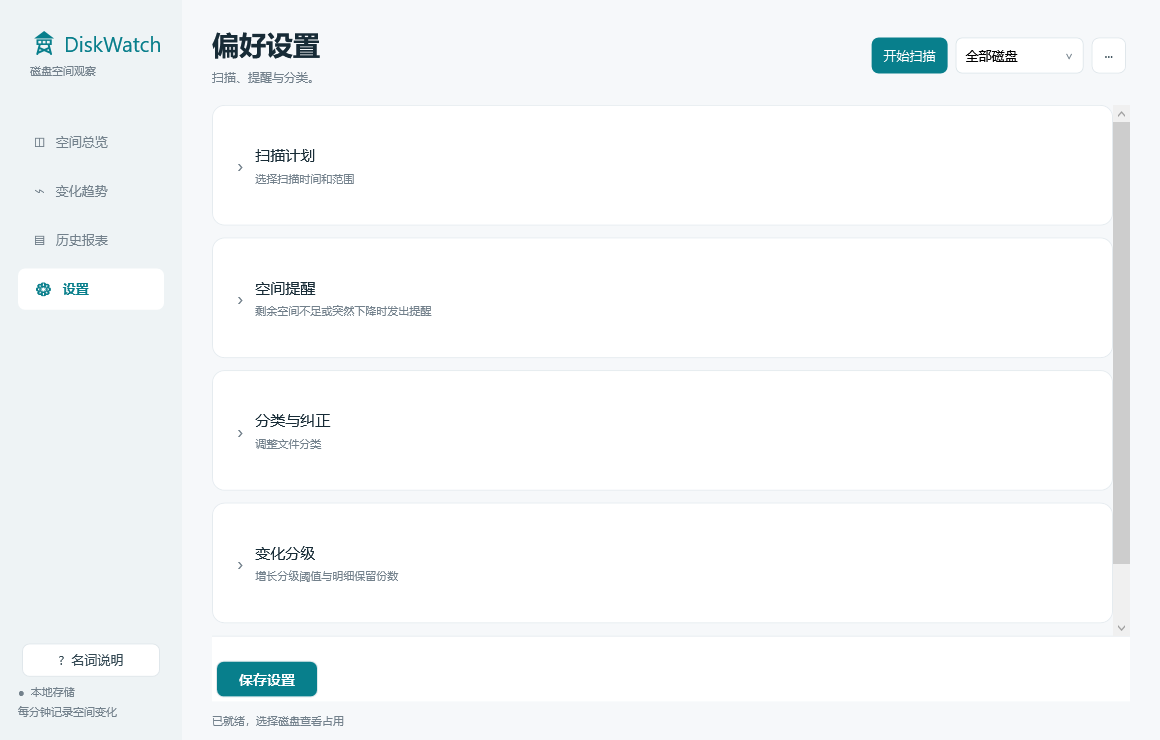 DiskWatch
磁盘空间观察
空间总览
变化趋势
历史报表
设置
? 名词说明
● 本地存储
每分钟记录空间变化
偏好设置
扫描、提醒与分类。
开始扫描
全部磁盘
...
扫描计划
选择扫描时间和范围
空间提醒
剩余空间不足或突然下降时发出提醒
分类与纠正
调整文件分类
变化分级
增长分级阈值与明细保留份数
保存设置
已就绪，选择磁盘查看占用